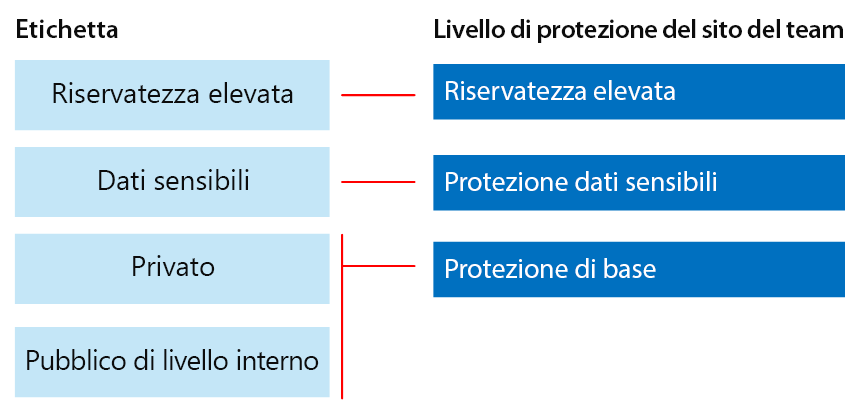 Etichetta
Livello di protezione del sito del team
Riservatezza elevata
Riservatezza elevata
Dati sensibili
Protezione dati sensibili
Privato
Protezione di base
Pubblico di livello interno